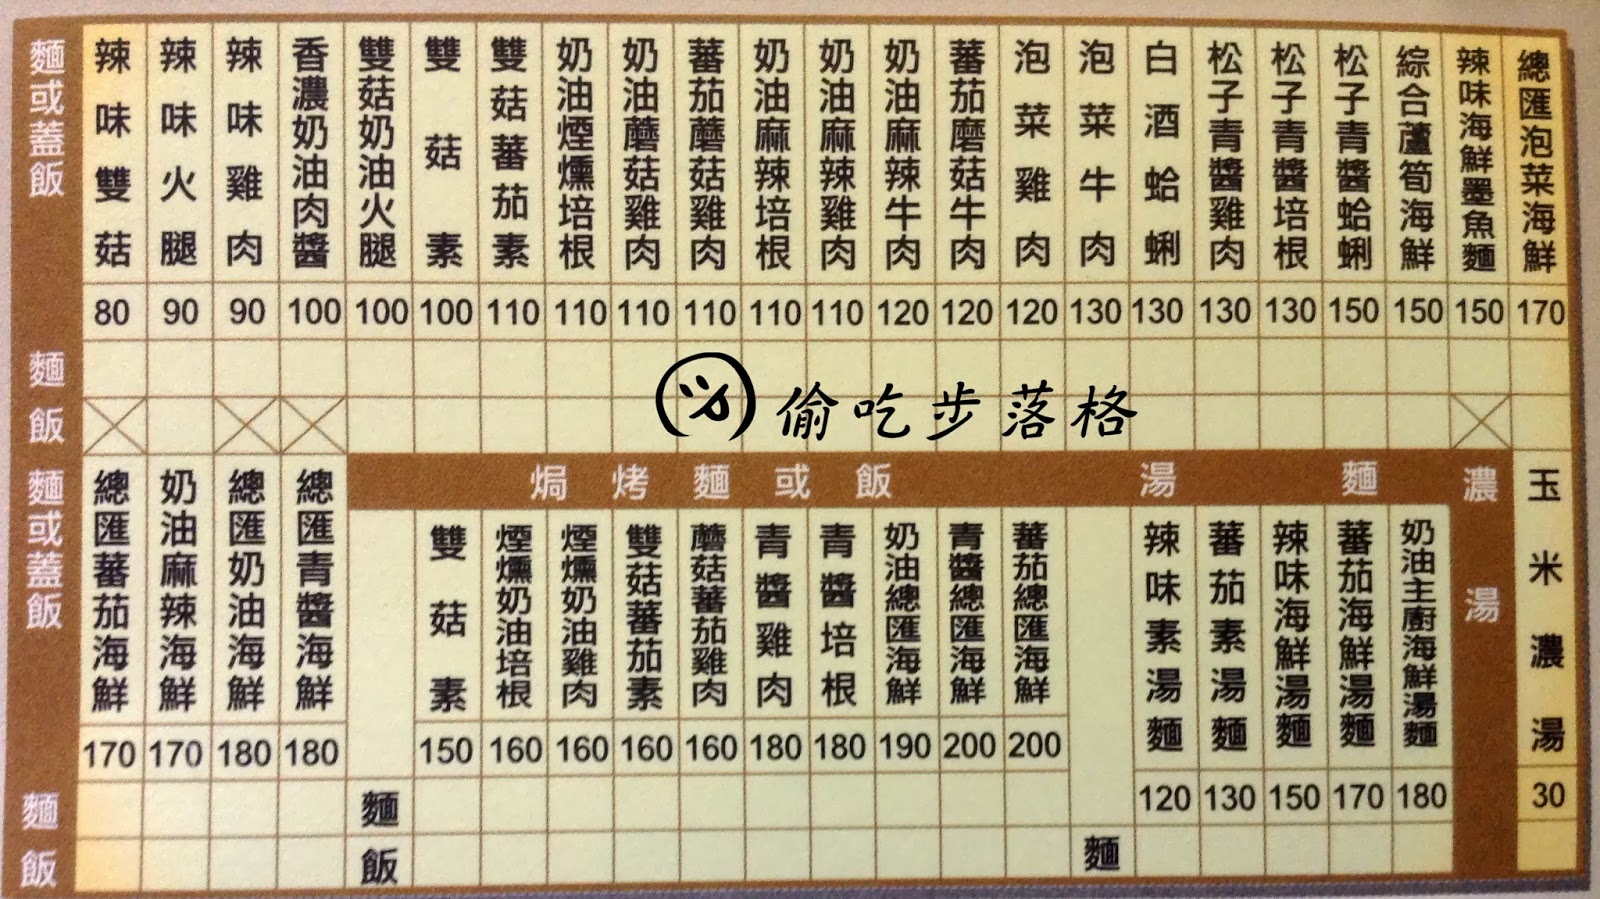 麵或蓋飯
辣味雙菇
辣味火腿
辣味雞肉
香濃奶油肉醬
雙菇奶油火腿
雙菇素
雙菇蕃茄素
奶油煙燻培根
奶油蘑菇雞肉
蕃茄蘑菇雞肉
奶油麻辣培根
奶油麻辣雞肉
奶油麻辣牛肉
蕃茄磨菇牛肉
泡菜雞肉
泡菜牛肉
白酒蛤蜊
松子青醬雞肉
松子青醬培根
松子青醬蛤蜊
綜合蘆筍海鮮
辣味海鮮墨魚麵
總匯泡菜海鮮
80 90 90 100 100 100 110 110 110 110 110 110 120 120 120 130 130 130 130 150 150 150 170
麵
飯
偷吃步落格
麵或蓋飯
總匯蕃茄海鮮
奶油麻辣海鮮
總匯奶油海鮮
總匯青醬海鮮
170 170 180 180
麵
飯
焗烤麵或飯
雙菇素
煙燻奶油培根
煙燻奶油雞肉
雙菇蕃茄素
蘑菇蕃茄雞肉
青醬雞肉
青醬培根
奶油總匯海鮮
青醬總匯海鮮
蕃茄總匯海鮮
150 160 160 160 160 180 180 190 200 200
麵
飯
湯麵
辣味素湯麵
蕃茄素湯麵
辣味海鮮湯麵
蕃茄海鮮湯麵
奶油主廚海鮮湯麵
120 130 150 170 180
麵
濃湯
玉米濃湯
30